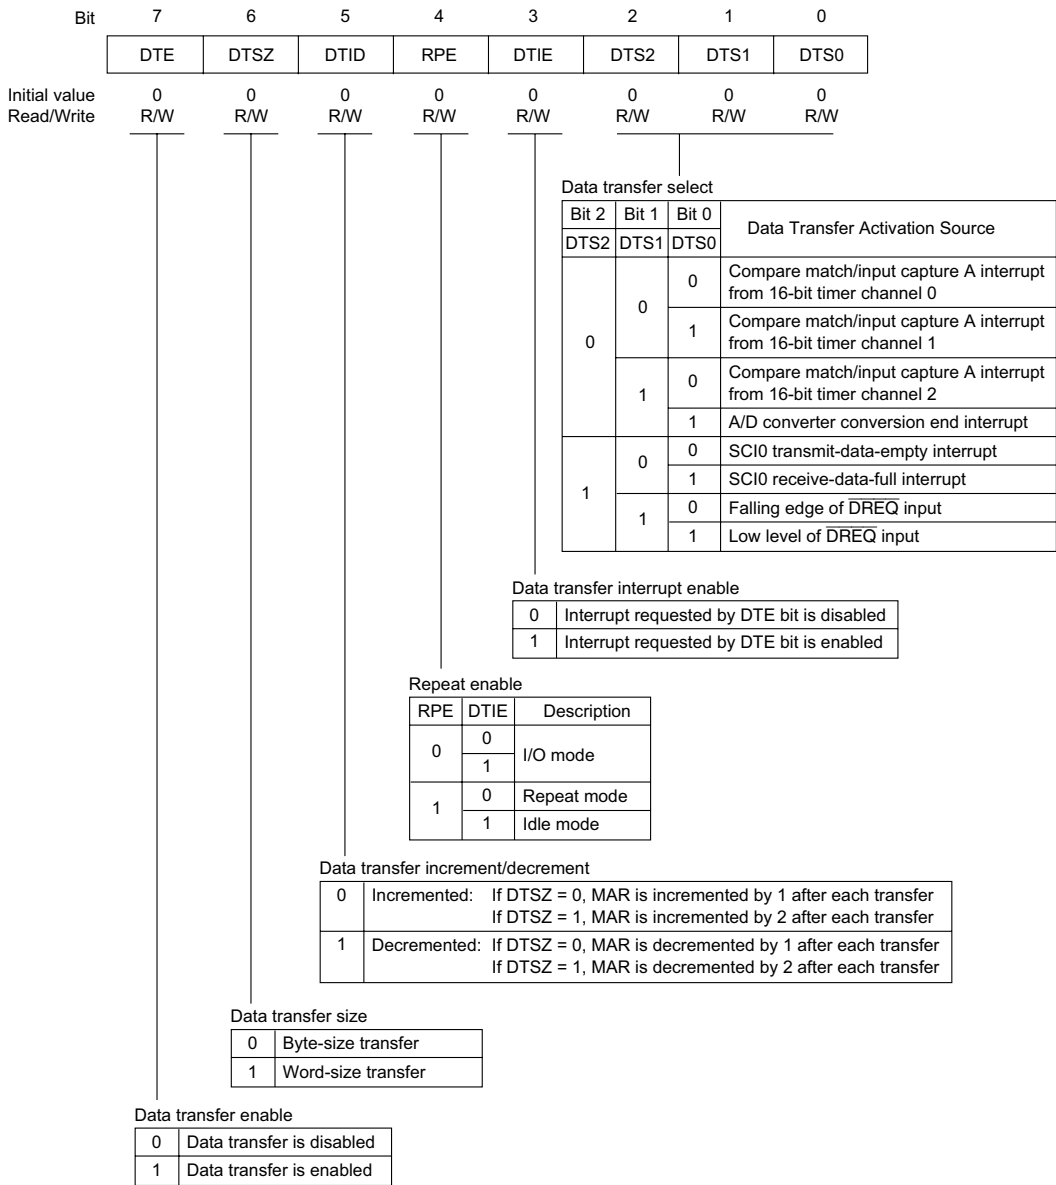 Bit 7 6 5 4 3 2 1 0
DTE DTSZ DTID RPE DTIE DTS2 DTS1 DTS0
Initial value 0 0 0 0 0 0 0 0
Read/Write R/W R/W R/W R/W R/W R/W R/W R/W
Data transfer select
Bit 2 Bit 1 Bit 0
Data Transfer Activation Source
DTS2 DTS1 DTS0
0 0 0 Compare match/input capture A interrupt
from 16-bit timer channel 0
1 Compare match/input capture A interrupt
from 16-bit timer channel 1
1 0 Compare match/input capture A interrupt
from 16-bit timer channel 2
1 A/D converter conversion end interrupt
1 0 0 SCI0 transmit-data-empty interrupt
1 SCI0 receive-data-full interrupt
1 0 Falling edge of DREQ input
1 Low level of DREQ input
Data transfer interrupt enable
0 Interrupt requested by DTE bit is disabled
1 Interrupt requested by DTE bit is enabled
Repeat enable
RPE DTIE Description
0 0 I/O mode
1
1 0 Repeat mode
1 Idle mode
Data transfer increment/decrement
0 Incremented: If DTSZ = 0, MAR is incremented by 1 after each transfer
If DTSZ = 1, MAR is incremented by 2 after each transfer
1 Decremented: If DTSZ = 0, MAR is decremented by 1 after each transfer
If DTSZ = 1, MAR is decremented by 2 after each transfer
Data transfer size
0 Byte-size transfer
1 Word-size transfer
Data transfer enable
0 Data transfer is disabled
1 Data transfer is enabled